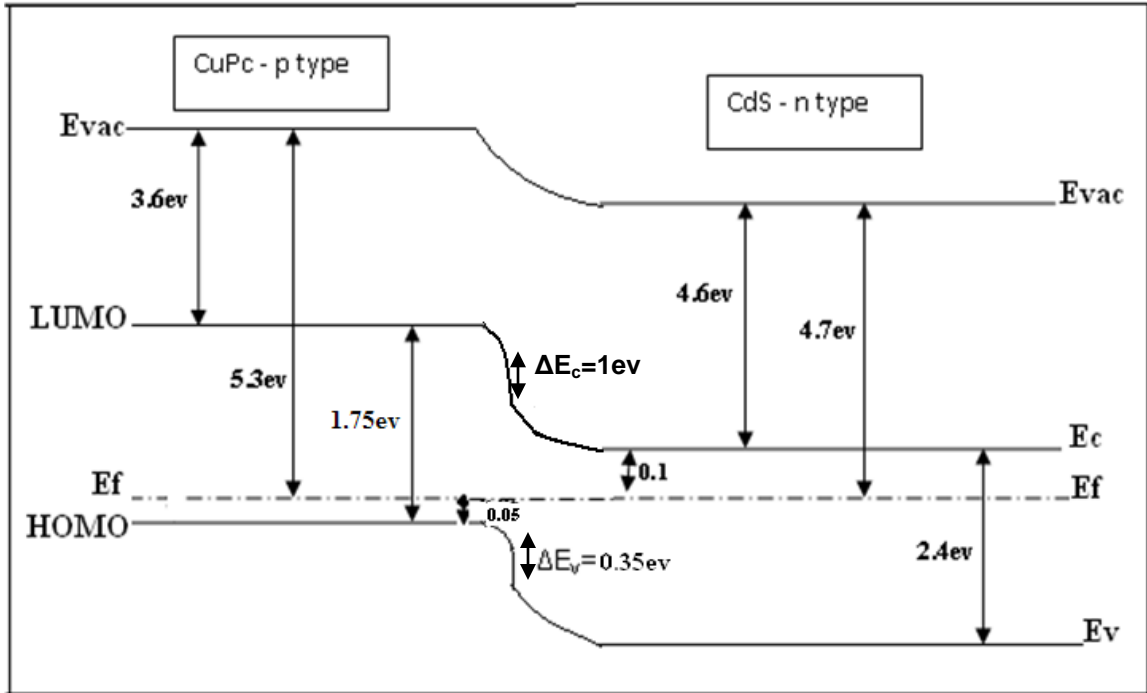 CuPc - p type
CdS - n type
Evac
Evac
3.6ev
4.6ev
4.7ev
LUMO
ΔEc=1ev
5.3ev
1.75ev
Ec
0.1
Ef
Ef
0.05
HOMO
2.4ev
ΔEv=0.35ev
Ev